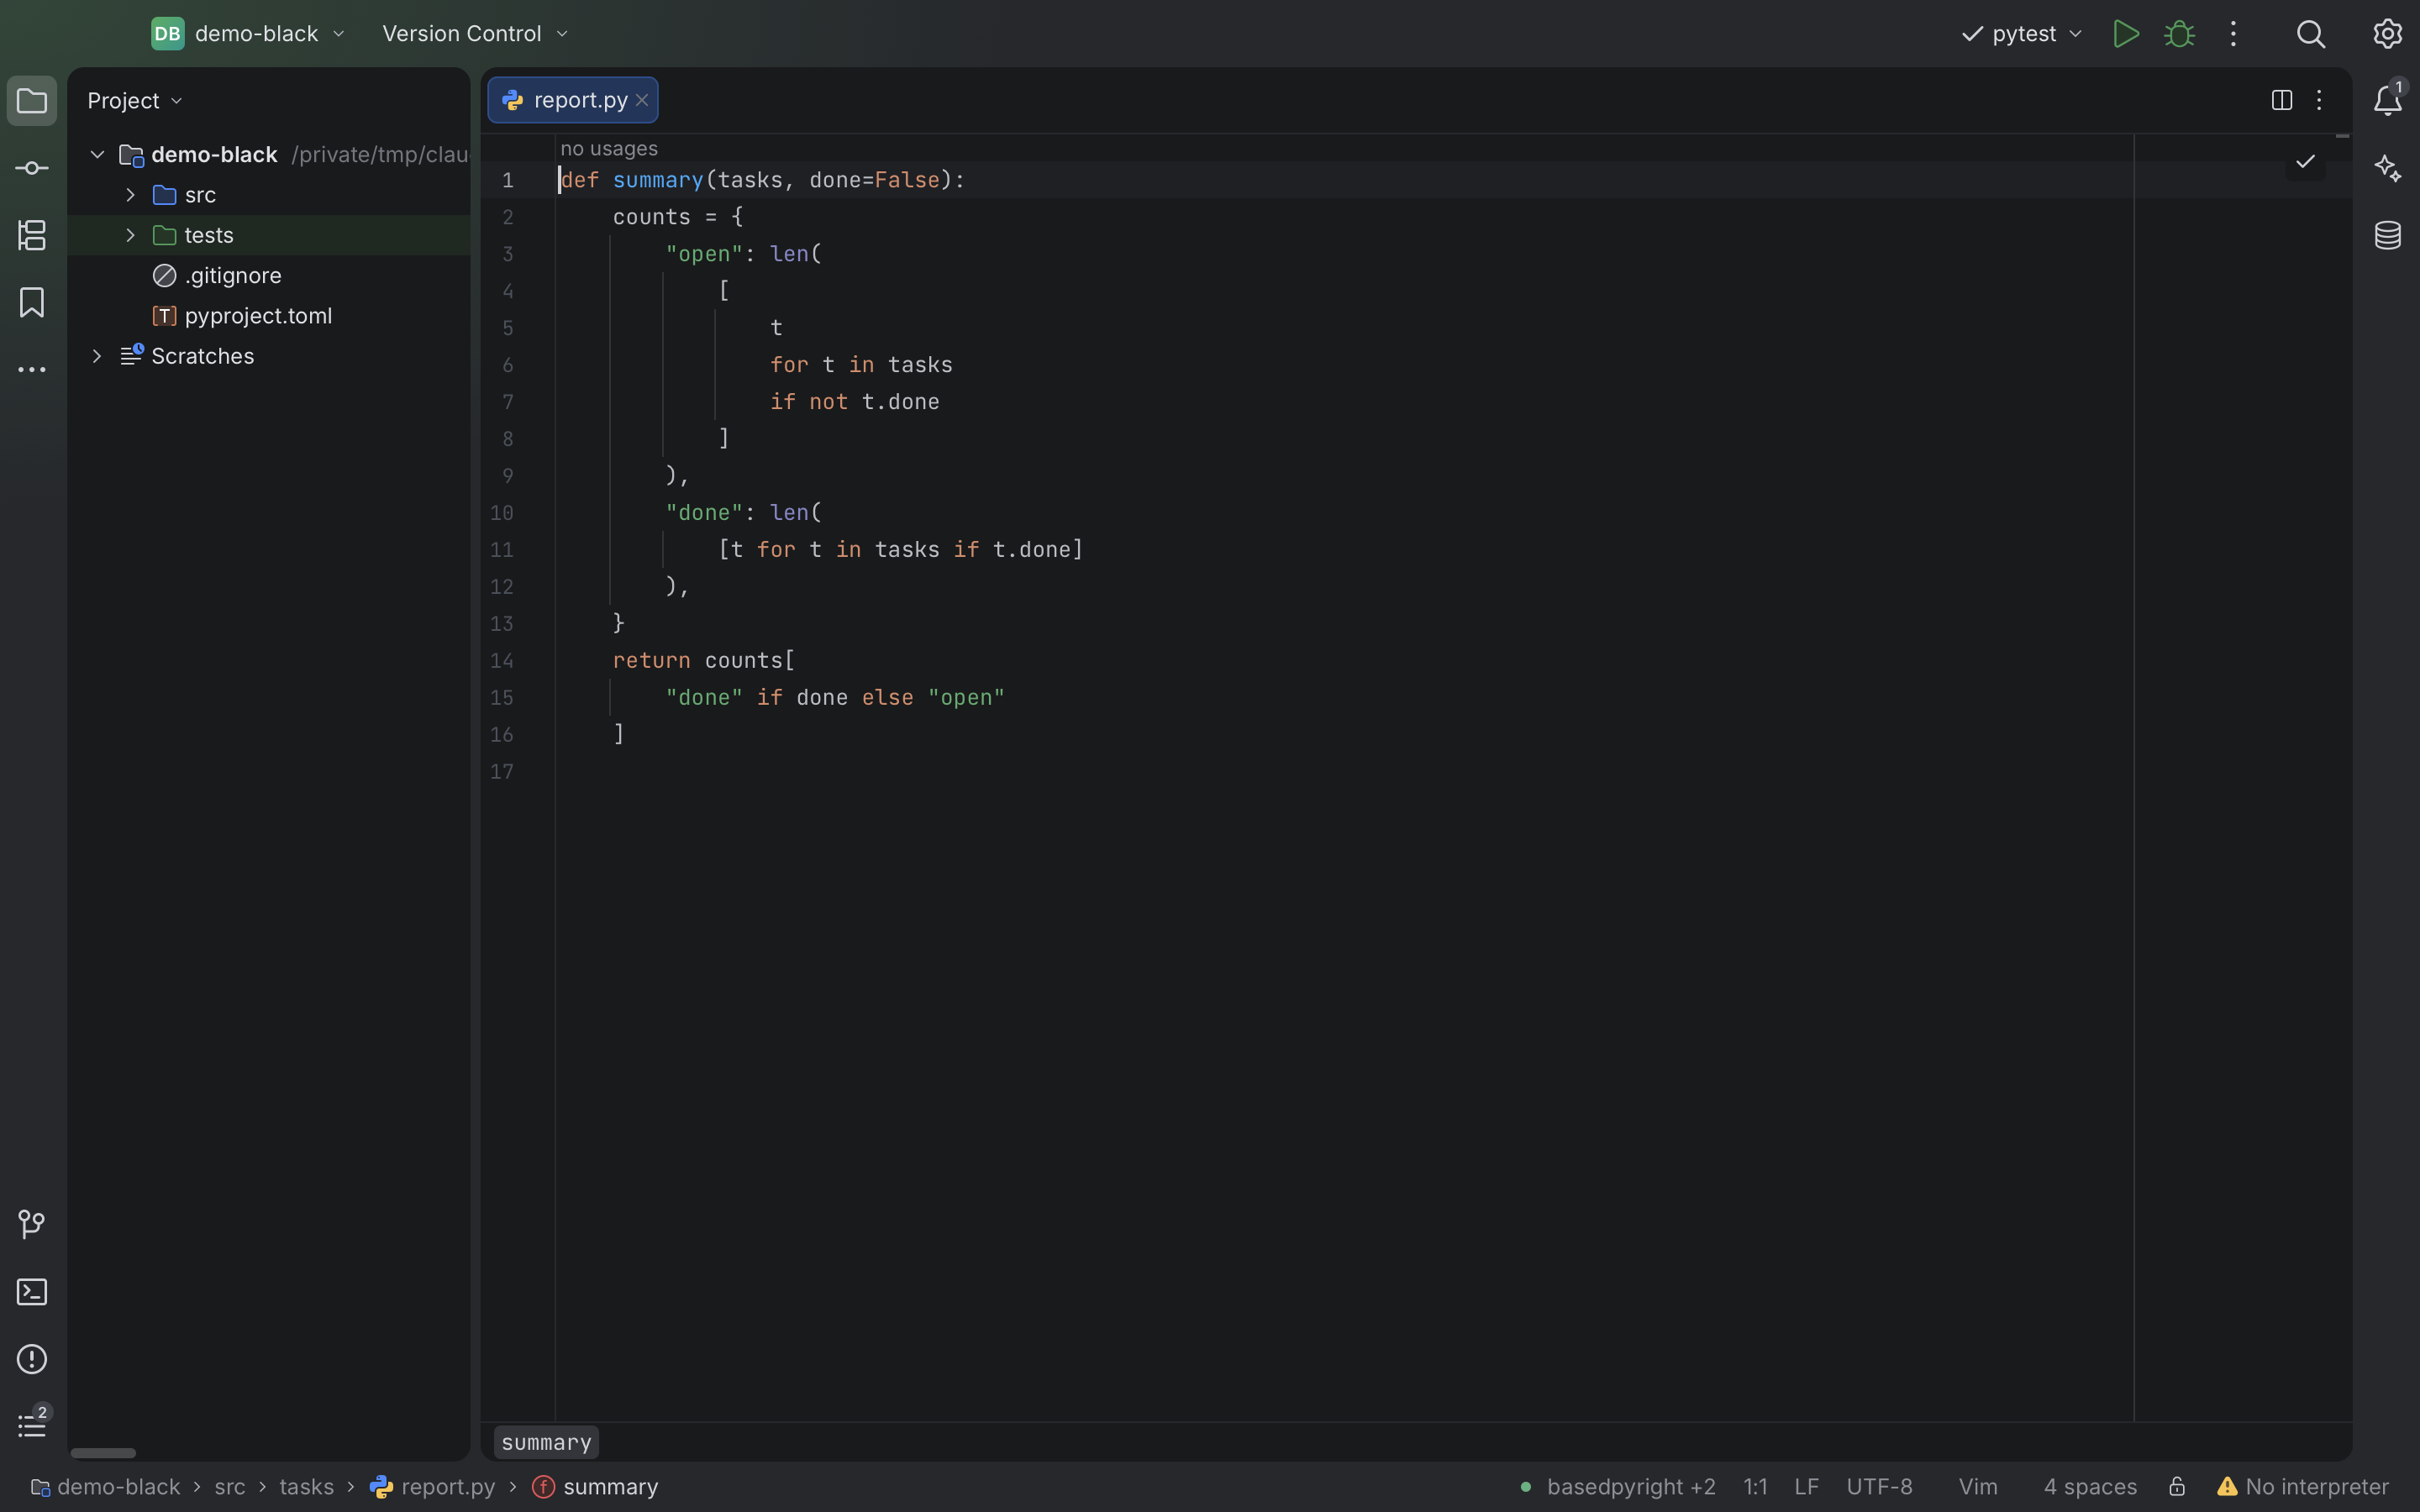 DB demo-black Version Control pytest
Project
report.py
1
demo-black /private/tmp/clau
src
tests
.gitignore
T pyproject.toml
Scratches
no usages
1 def summary(tasks, done=False):
2     counts = {
3         "open": len(
4             [
5                 t
6                 for t in tasks
7                 if not t.done
8             ]
9         ),
10         "done": len(
11             [t for t in tasks if t.done]
12         ),
13     }
14     return counts[
15         "done" if done else "open"
16     ]
17
2
summary
demo-black › src › tasks › report.py › f summary
basedpyright +2 1:1 LF UTF-8 Vim 4 spaces No interpreter